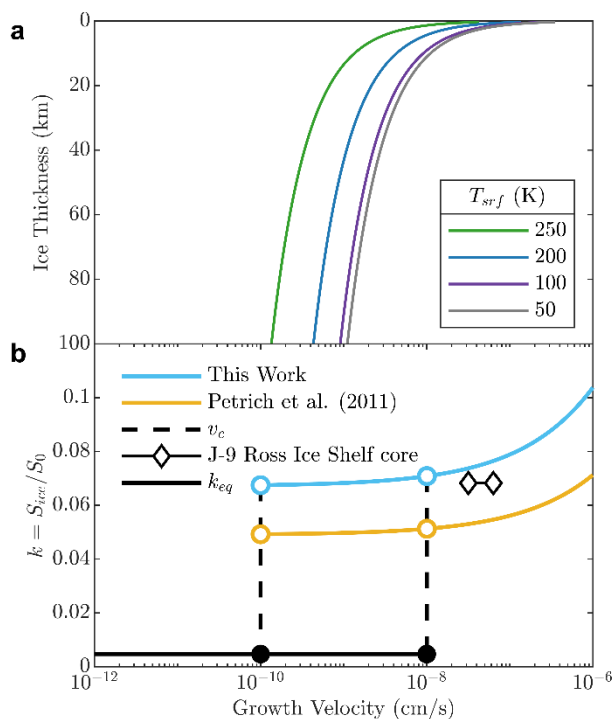 a
0
20
40
60
80
100
Ice Thickness (km)
T_srf (K)
250
200
100
50
b
This Work
Petrich et al. (2011)
v_c
J-9 Ross Ice Shelf core
k_eq
0.1
0.08
0.06
0.04
0.02
0
k = S_ice/S_0
10^-12 10^-10 10^-8 10^-6
Growth Velocity (cm/s)